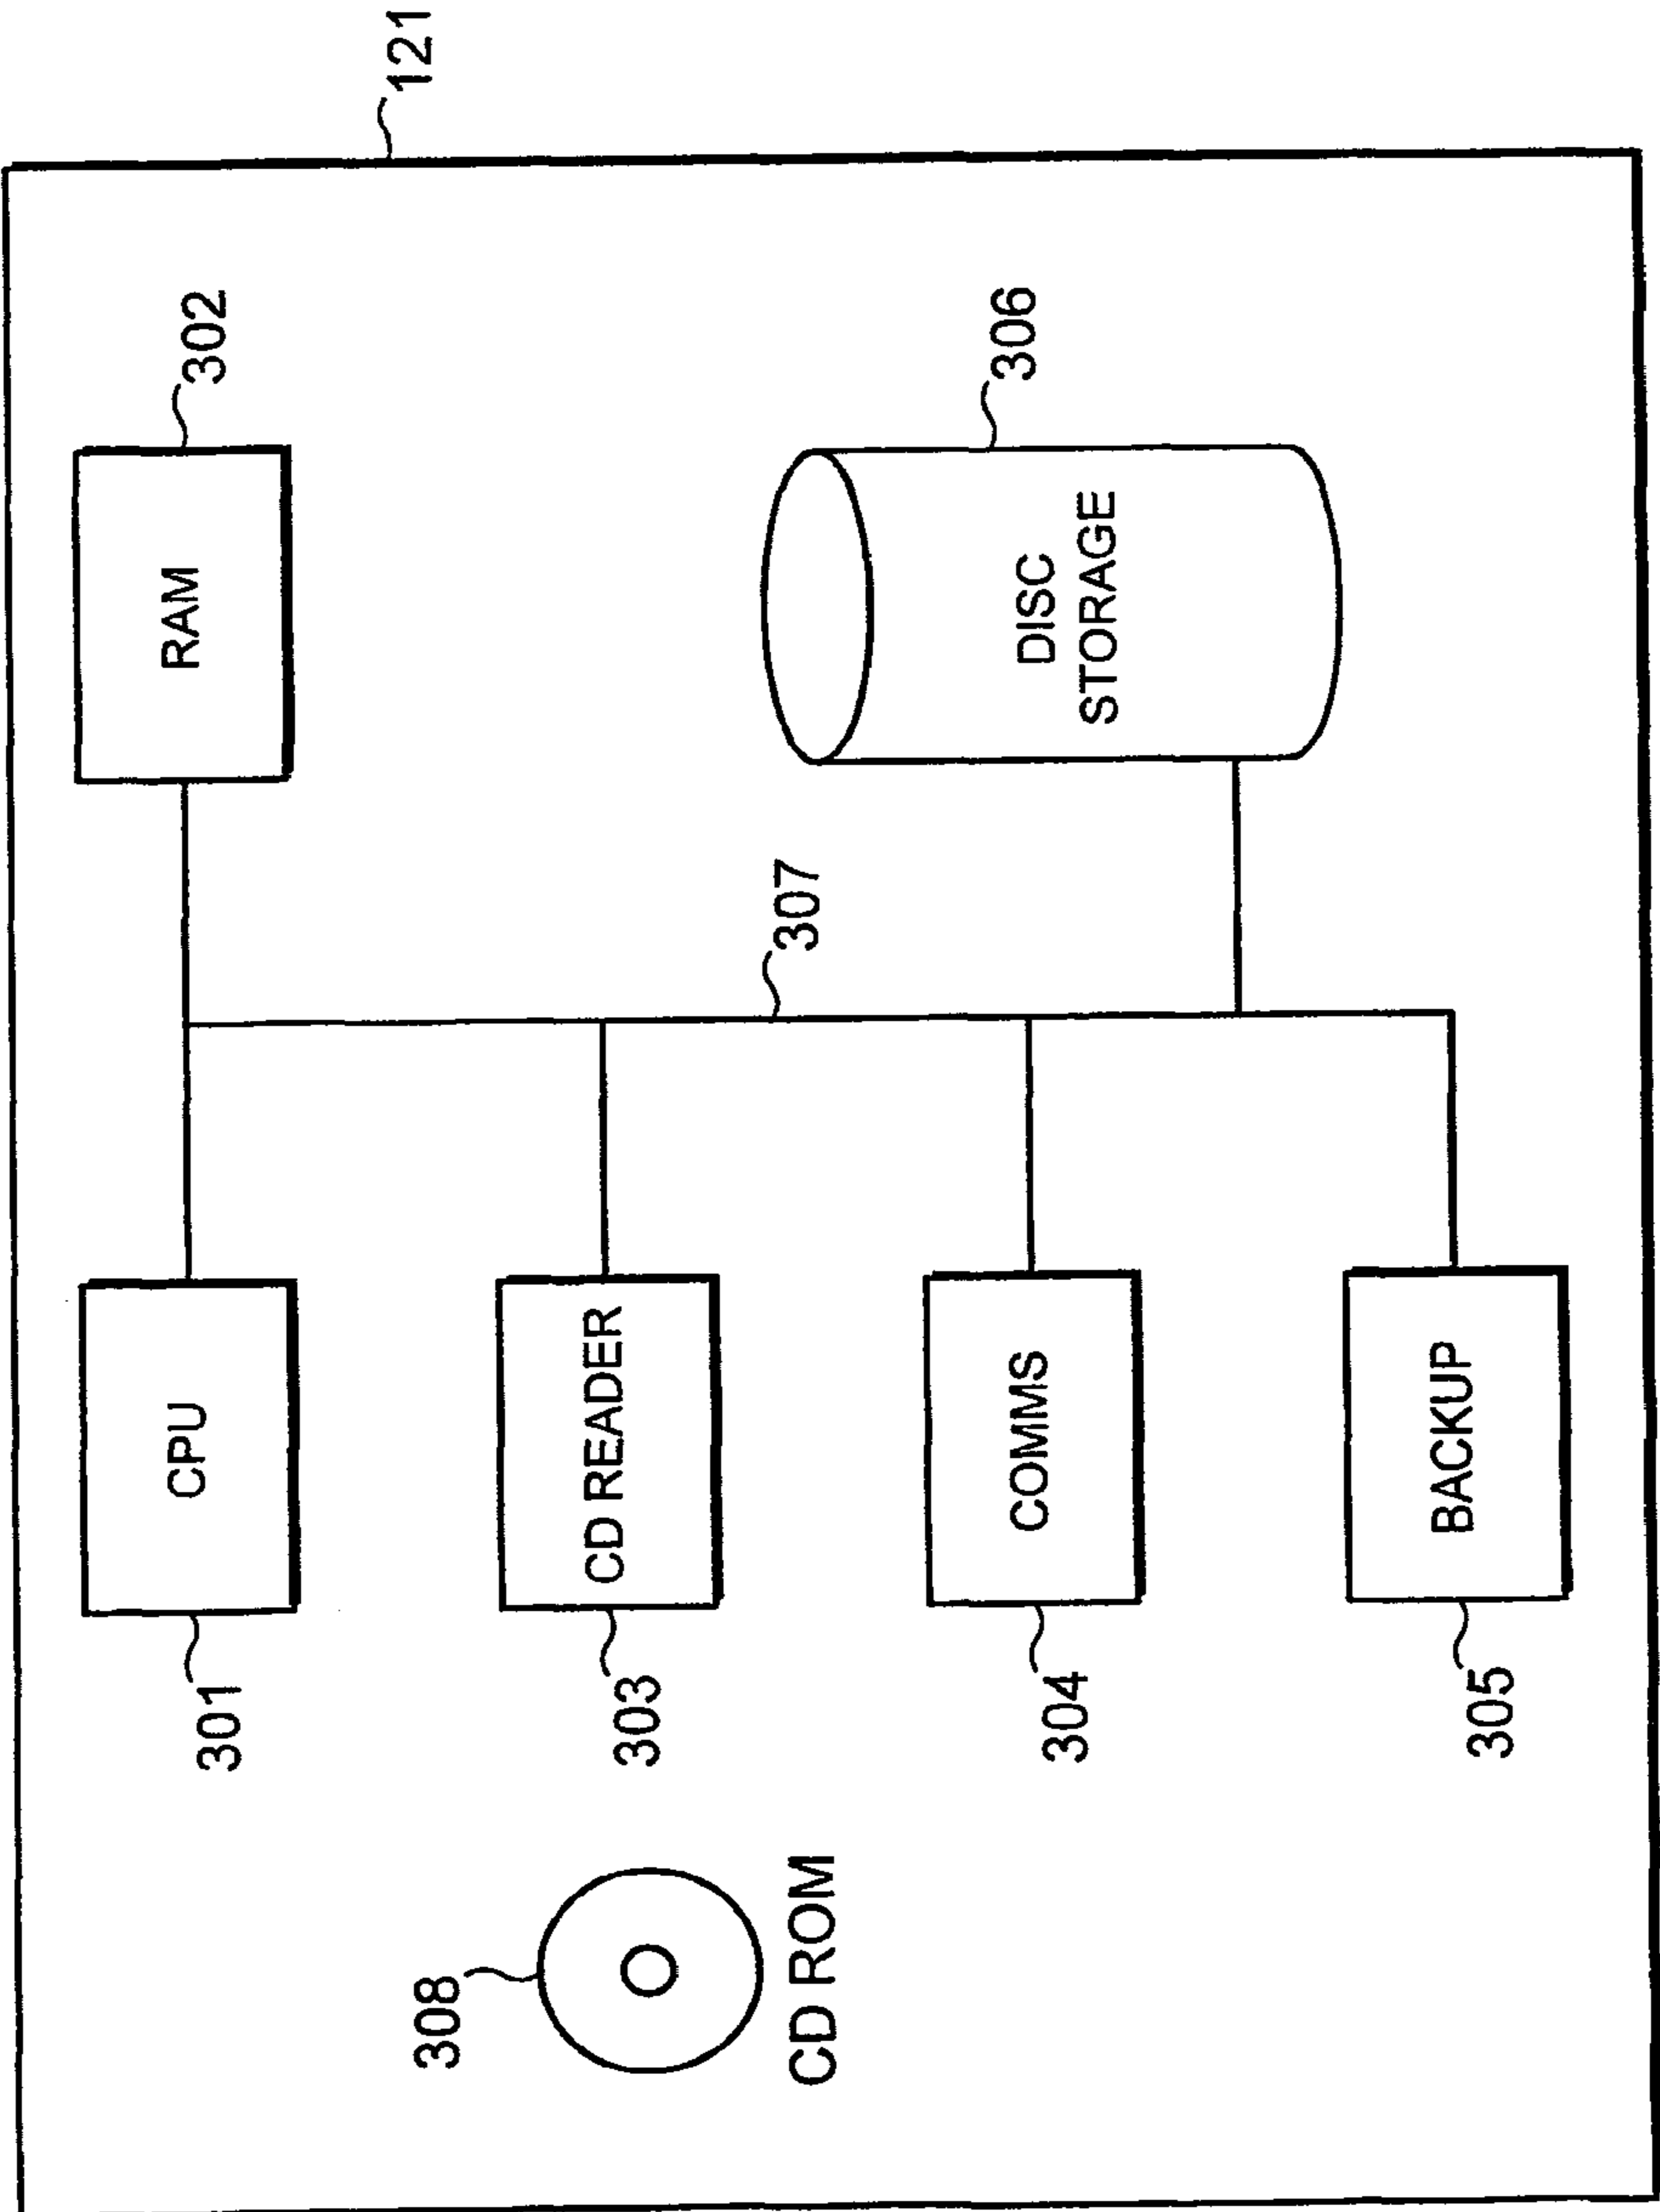 301
CPU
RAM
302
308
121
303
CD READER
CD ROM
307
304
COMMS
DISC
STORAGE
306
305
BACKUP